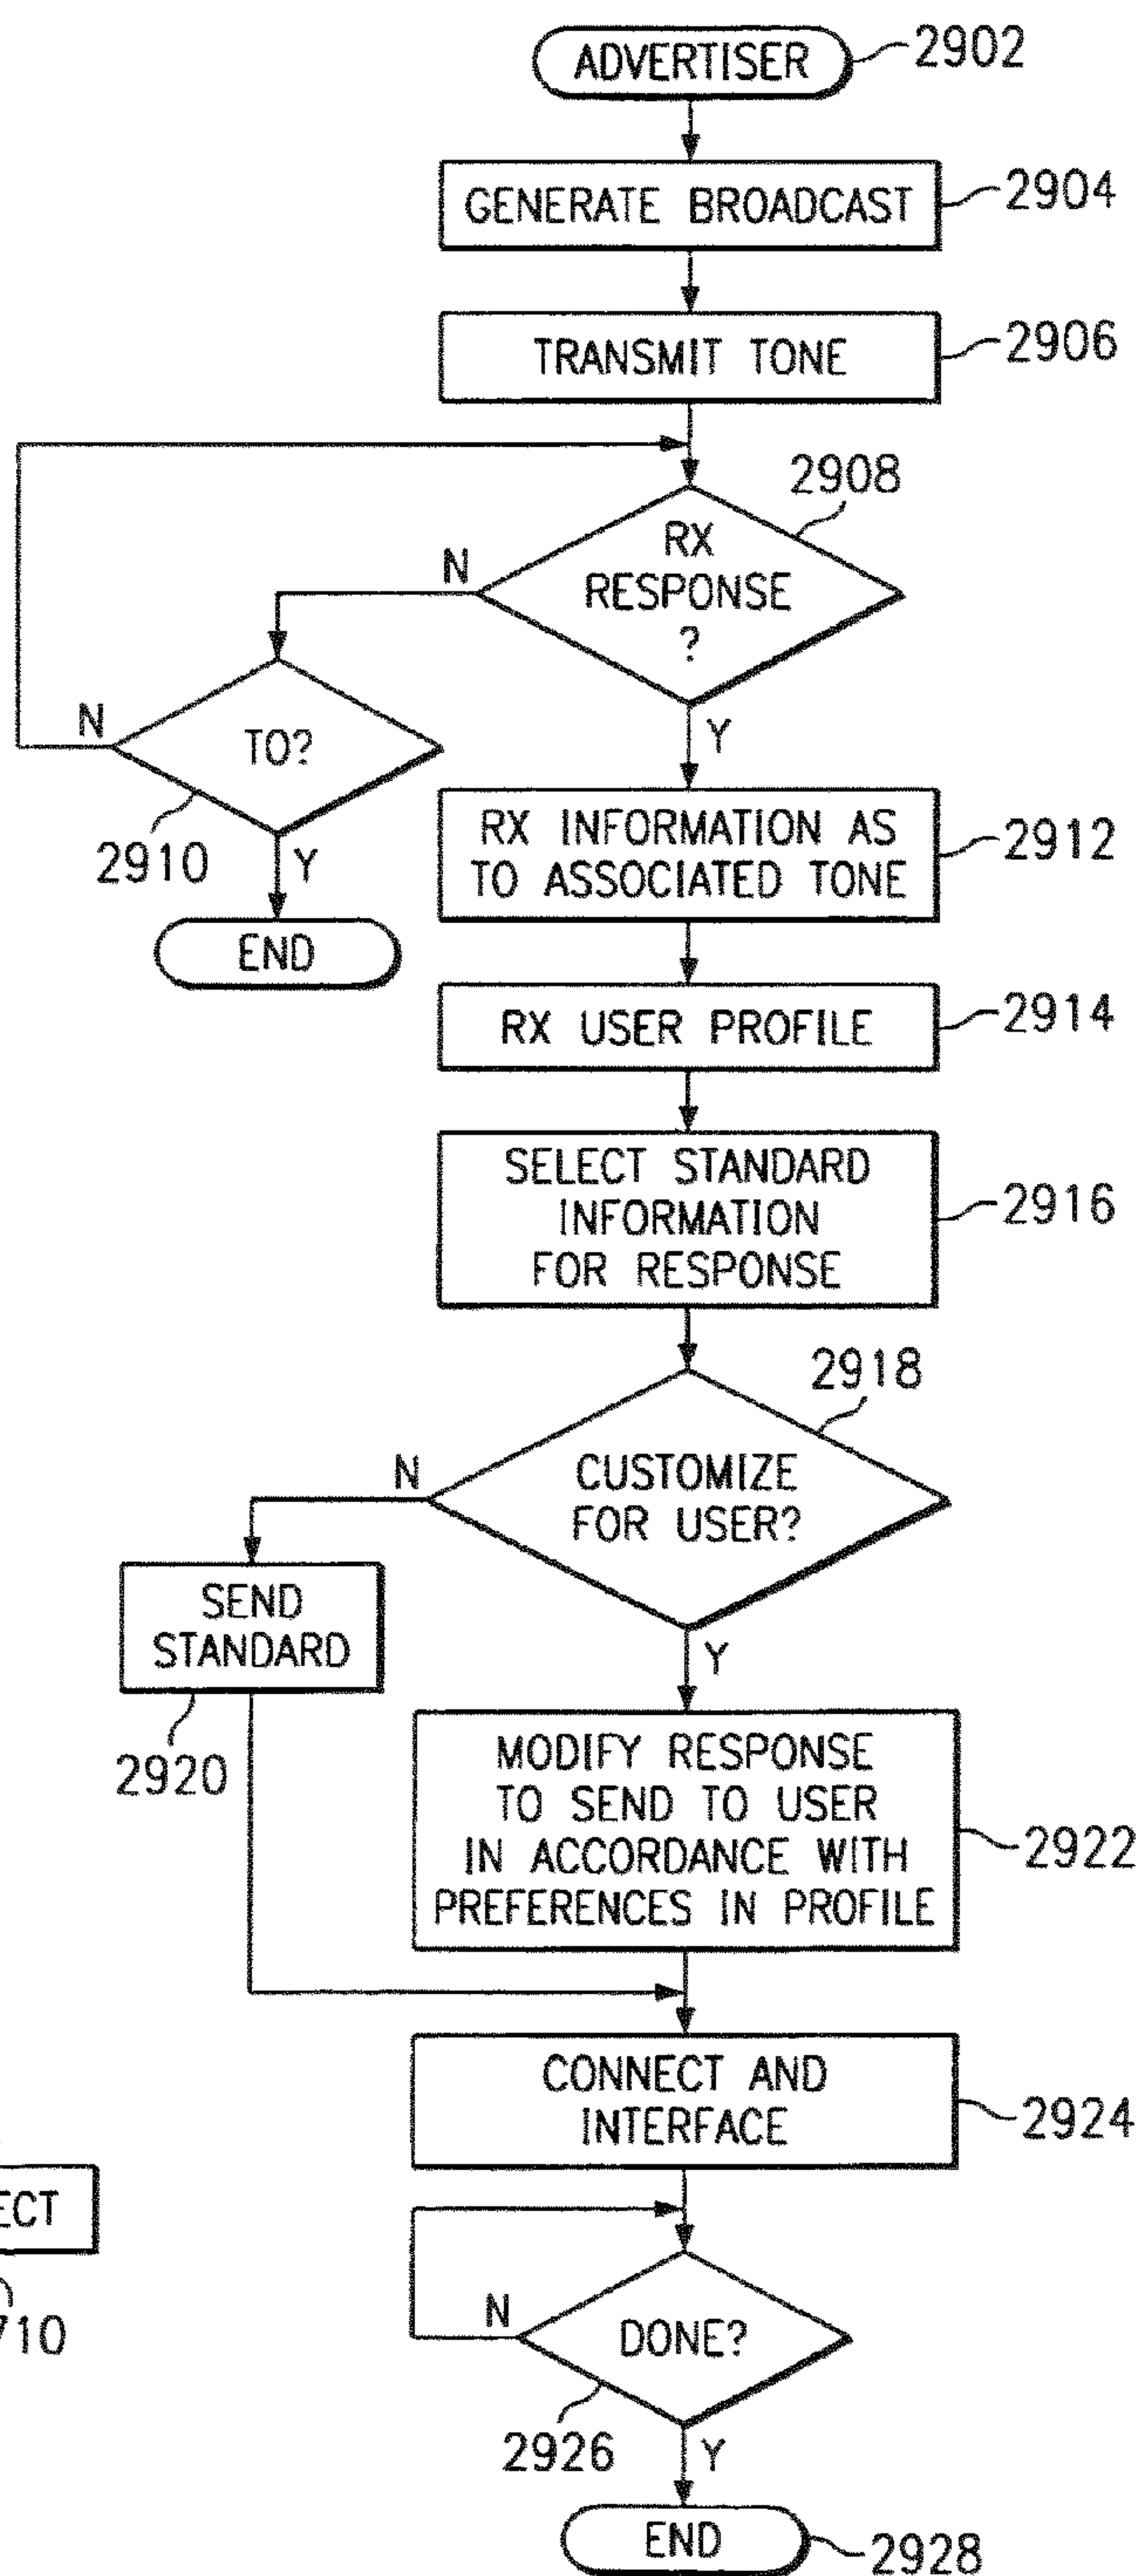 ADVERTISER
2902
GENERATE BROADCAST
2904
TRANSMIT TONE
2906
2908
RX
RESPONSE
?
N
Y
TO?
N
2910
Y
END
RX INFORMATION AS
TO ASSOCIATED TONE
2912
RX USER PROFILE
2914
SELECT STANDARD
INFORMATION
FOR RESPONSE
2916
2918
CUSTOMIZE
FOR USER?
N
Y
SEND
STANDARD
2920
MODIFY RESPONSE
TO SEND TO USER
IN ACCORDANCE WITH
PREFERENCES IN PROFILE
2922
CONNECT AND
INTERFACE
2924
ECT
710
DONE?
N
2926
Y
END
2928